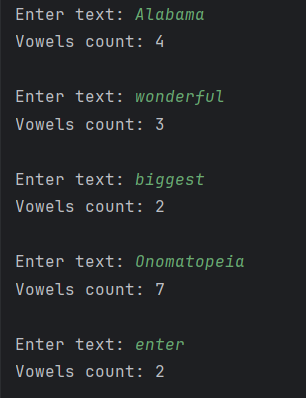 Enter text: Alabama
Vowels count: 4
Enter text: wonderful
Vowels count: 3
Enter text: biggest
Vowels count: 2
Enter text: Onomatopeia
Vowels count: 7
Enter text: enter
Vowels count: 2